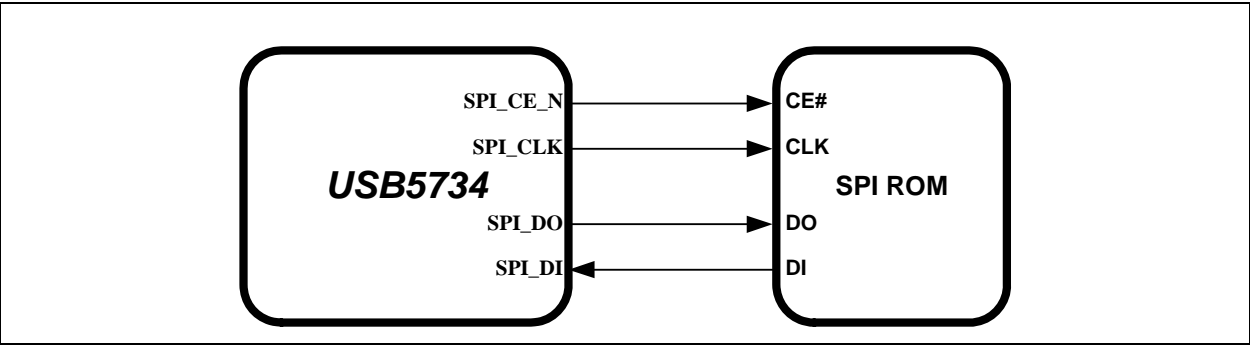 SPI_CE_N
CE#
SPI_CLK
CLK
USB5734
SPI ROM
SPI_DO
DO
SPI_DI
DI